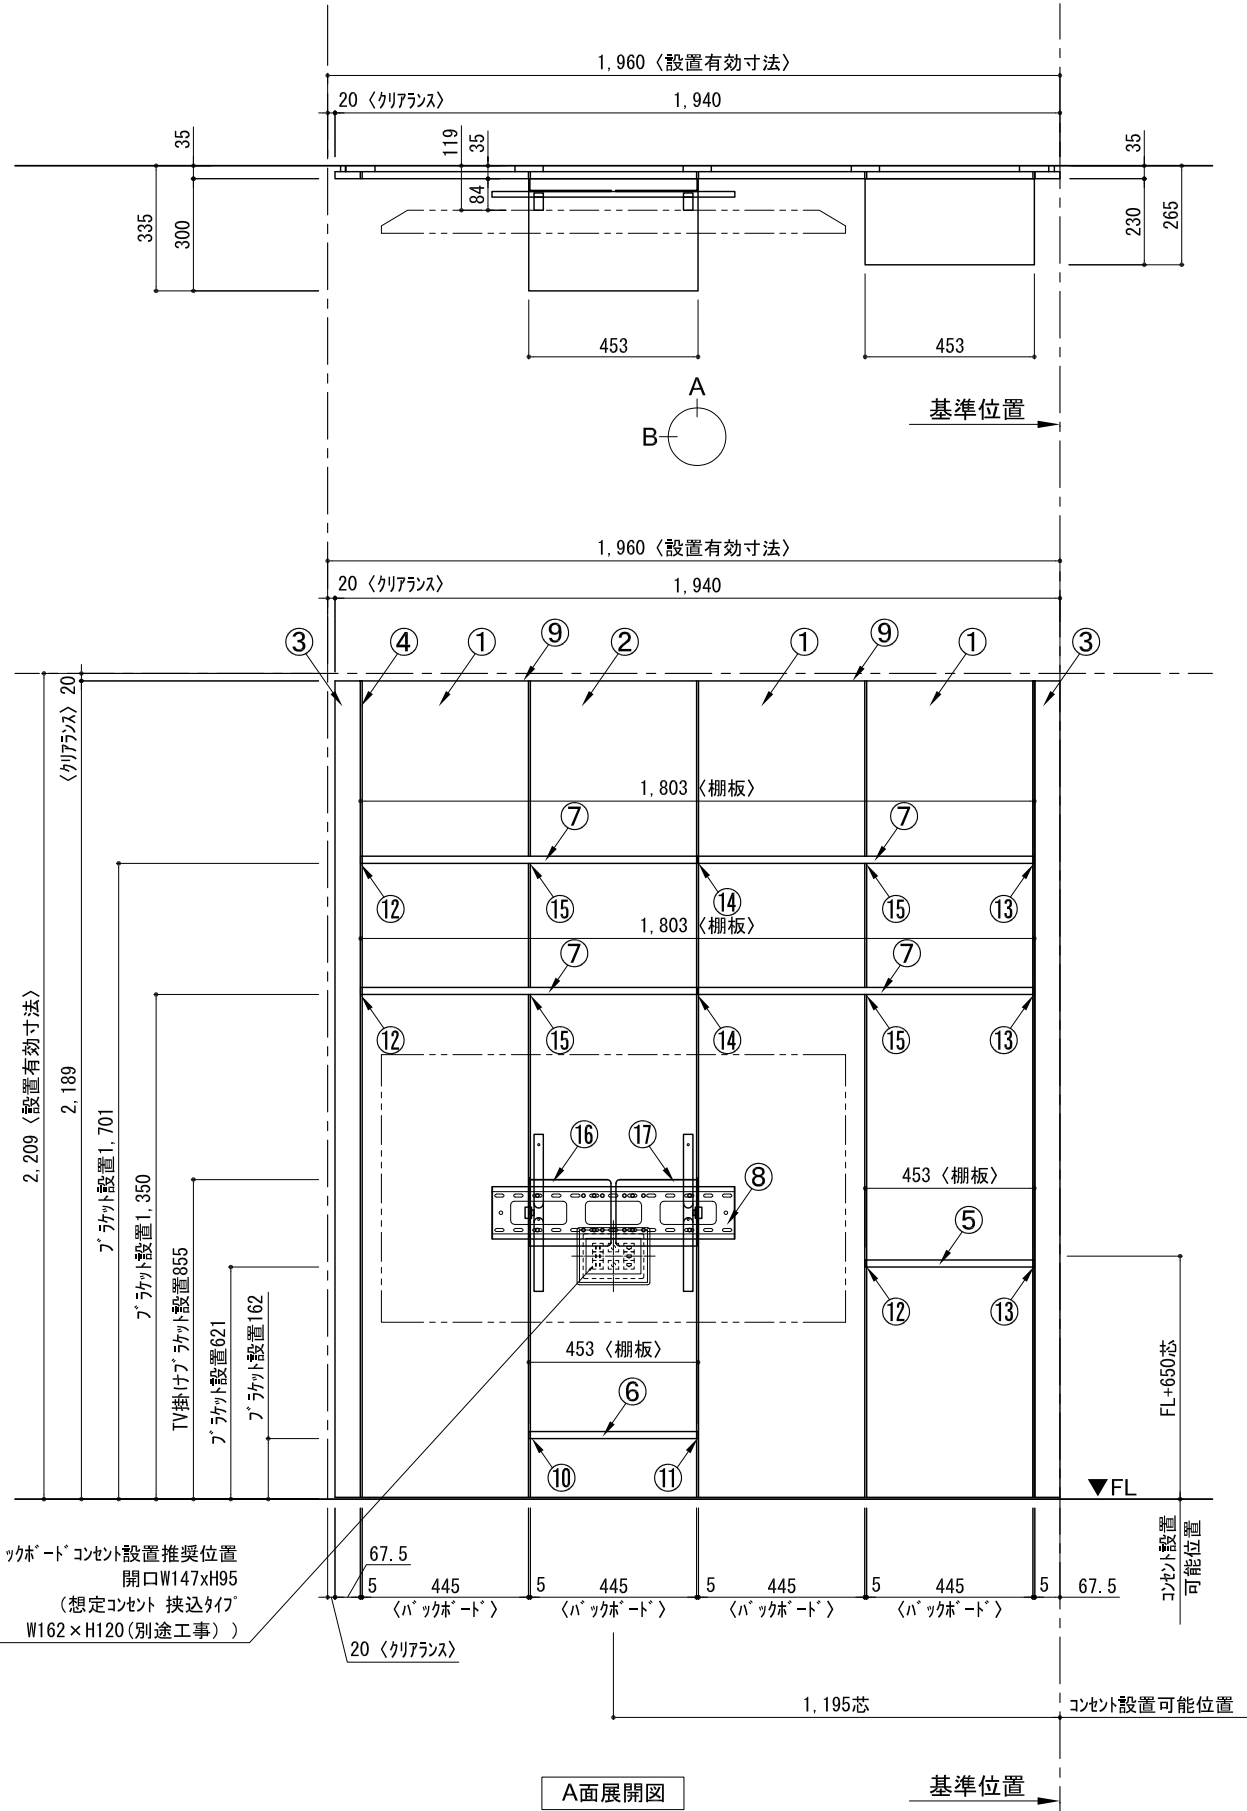 1,960〈設置有効寸法〉
20〈クリアランス〉
1,940
35
119
35
35
84
335
300
230
265
453
453
A
B
基準位置
1,960〈設置有効寸法〉
20〈クリアランス〉
1,940
③
④
①
⑨
②
①
⑨
①
③
20
〈クリアランス〉
1,803〈棚板〉
⑦
⑦
⑫
⑮
⑭
⑮
⑬
1,803〈棚板〉
⑦
⑦
⑫
⑮
⑭
⑮
⑬
2,209〈設置有効寸法〉
2,189
ブラケット設置1,701
ブラケット設置1,350
TV掛けブラケット設置855
ブラケット設置621
ブラケット設置162
⑯
⑰
⑧
453〈棚板〉
⑤
⑫
⑬
453〈棚板〉
⑥
⑩
⑪
FL+650芯
▼FL
コンセント設置
可能位置
ックボードコンセント設置推奨位置
開口W147xH95
(想定コンセント 挟込タイプ
W162×H120(別途工事))
67.5
5
445
5
445
5
445
5
445
5
67.5
〈バックボード〉
〈バックボード〉
〈バックボード〉
〈バックボード〉
20〈クリアランス〉
1,195芯
コンセント設置可能位置
A面展開図
基準位置